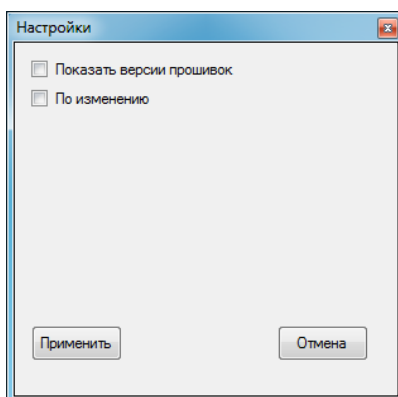 Настройки
Показать версии прошивок
По изменению
Применить Отмена